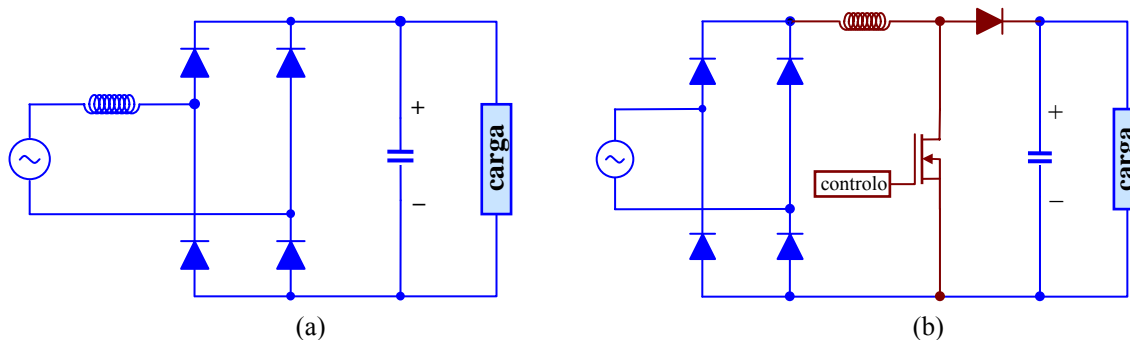 +
carga
−
(a)
controlo
+
carga
−
(b)